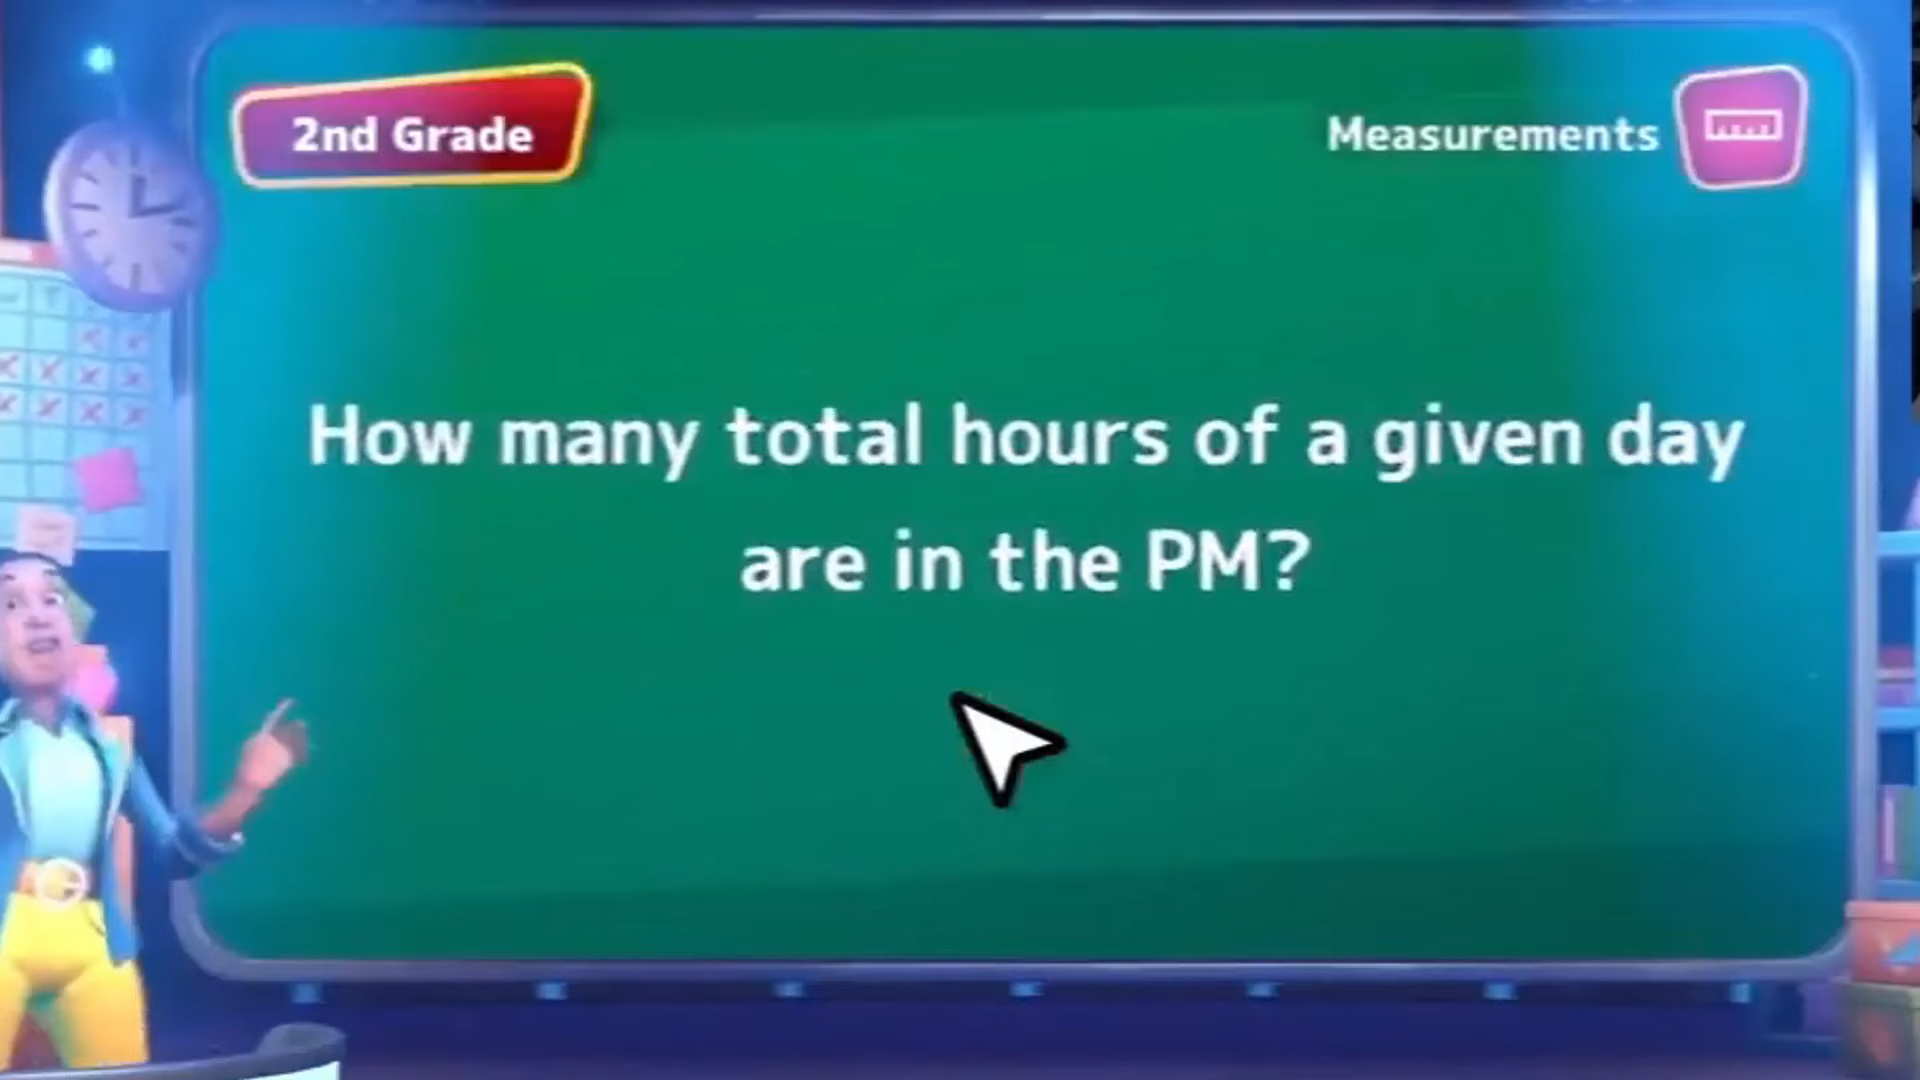 2nd Grade
Measurements
How many total hours of a given day
are in the PM?